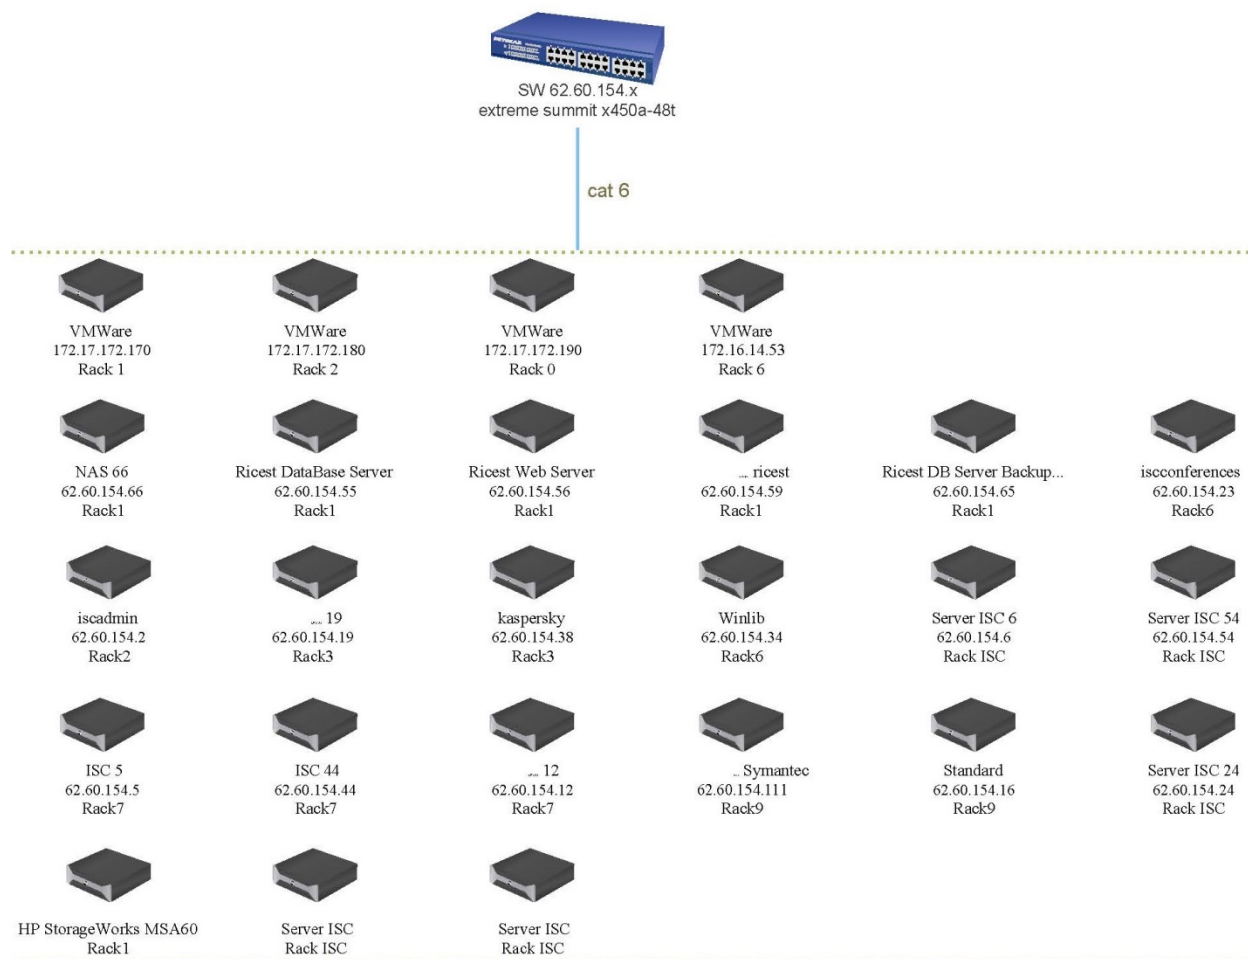 NETGEAR
SW 62.60.154.x
extreme summit x450a-48t
cat 6
VMWare
172.17.172.170
Rack 1
VMWare
172.17.172.180
Rack 2
VMWare
172.17.172.190
Rack 0
VMWare
172.16.14.53
Rack 6
NAS 66
62.60.154.66
Rack1
Ricest DataBase Server
62.60.154.55
Rack1
Ricest Web Server
62.60.154.56
Rack1
ricest
62.60.154.59
Rack1
Ricest DB Server Backup...
62.60.154.65
Rack1
iscconferences
62.60.154.23
Rack6
iscadmin
62.60.154.2
Rack2
19
62.60.154.19
Rack3
kaspersky
62.60.154.38
Rack3
Winlib
62.60.154.34
Rack6
Server ISC 6
62.60.154.6
Rack ISC
Server ISC 54
62.60.154.54
Rack ISC
ISC 5
62.60.154.5
Rack7
ISC 44
62.60.154.44
Rack7
12
62.60.154.12
Rack7
Symantec
62.60.154.111
Rack9
Standard
62.60.154.16
Rack9
Server ISC 24
62.60.154.24
Rack ISC
HP StorageWorks MSA60
Rack1
Server ISC
Rack ISC
Server ISC
Rack ISC